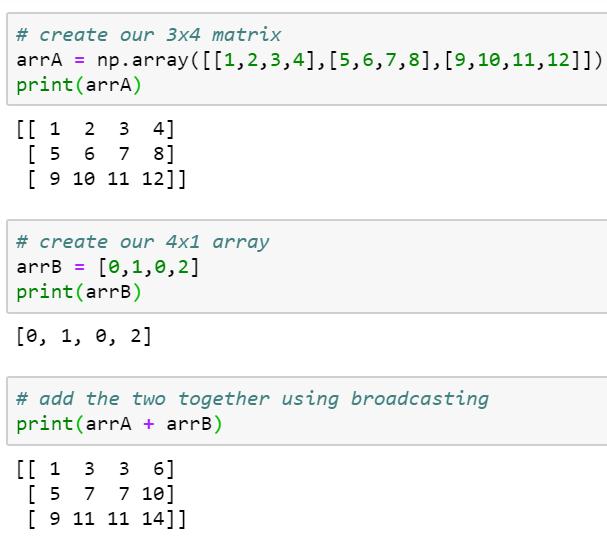 # create our 3x4 matrix
arrA = np.array([[1,2,3,4],[5,6,7,8],[9,10,11,12]])
print(arrA)
[[ 1  2  3  4]
 [ 5  6  7  8]
 [ 9 10 11 12]]
# create our 4x1 array
arrB = [0,1,0,2]
print(arrB)
[0, 1, 0, 2]
# add the two together using broadcasting
print(arrA + arrB)
[[ 1  3  3  6]
 [ 5  7  7 10]
 [ 9 11 11 14]]